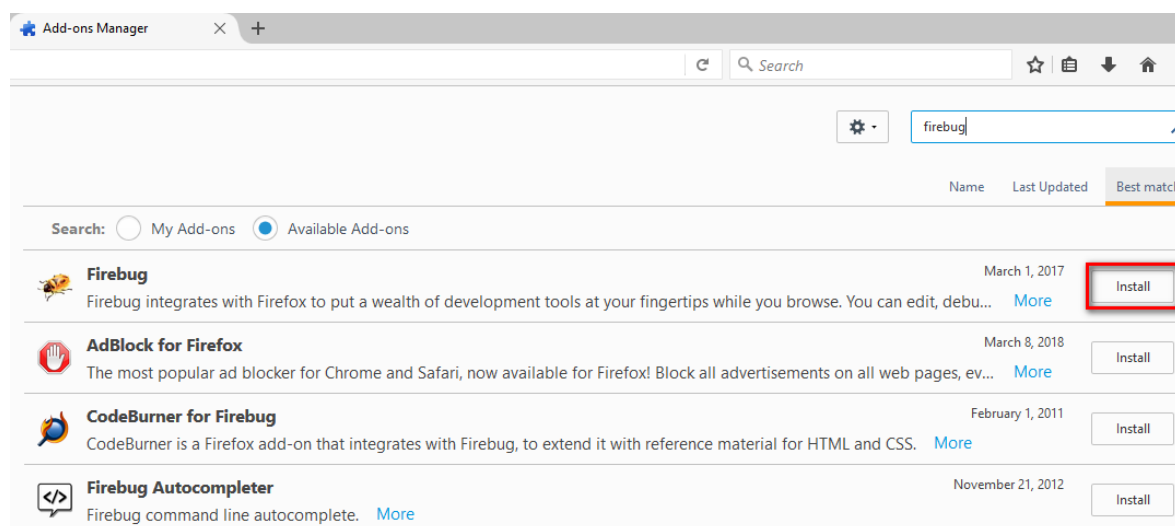 Add-ons Manager
Search
firebug
Name Last Updated Best matc
Search: My Add-ons Available Add-ons
Firebug March 1, 2017
Firebug integrates with Firefox to put a wealth of development tools at your fingertips while you browse. You can edit, debu... More Install
AdBlock for Firefox March 8, 2018
The most popular ad blocker for Chrome and Safari, now available for Firefox! Block all advertisements on all web pages, ev... More Install
CodeBurner for Firebug February 1, 2011
CodeBurner is a Firefox add-on that integrates with Firebug, to extend it with reference material for HTML and CSS. More Install
Firebug Autocompleter November 21, 2012
Firebug command line autocomplete. More Install